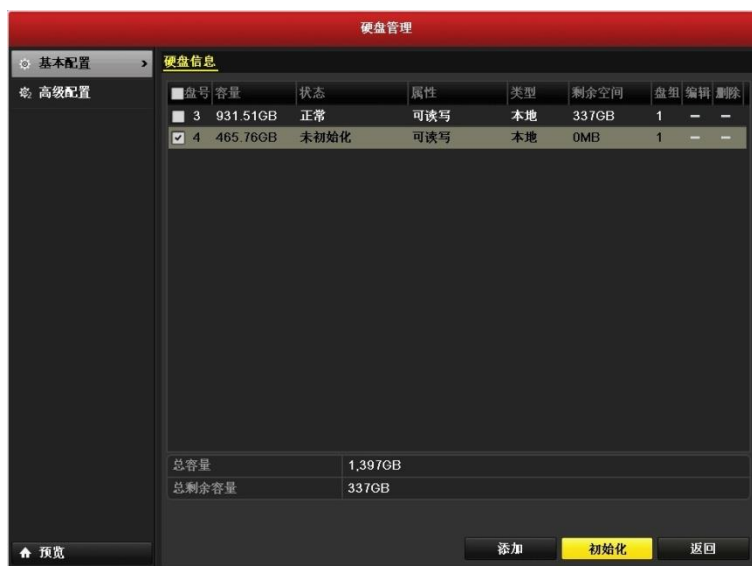 硬盘管理
基本配置
高级配置
硬盘信息
盘号 容量 状态 属性 类型 剩余空间 盘组 编辑 删除
3 931.51GB 正常 可读写 本地 337GB 1 — —
4 465.76GB 未初始化 可读写 本地 0MB 1 — —
总容量 1,397GB
总剩余容量 337GB
预览
添加 初始化 返回